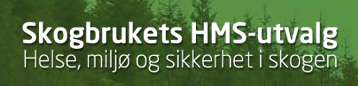 Skogbrukets HMS-utvalg
Helse, miljø og sikkerhet i skogen